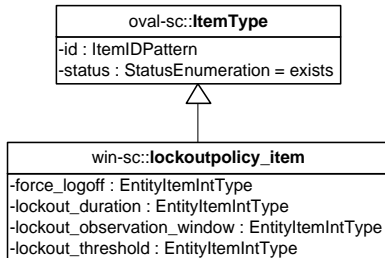 oval-sc::ItemType
-id : ItemIDPattern
-status : StatusEnumeration = exists
win-sc::lockoutpolicy_item
-force_logoff : EntityItemIntType
-lockout_duration : EntityItemIntType
-lockout_observation_window : EntityItemIntType
-lockout_threshold : EntityItemIntType